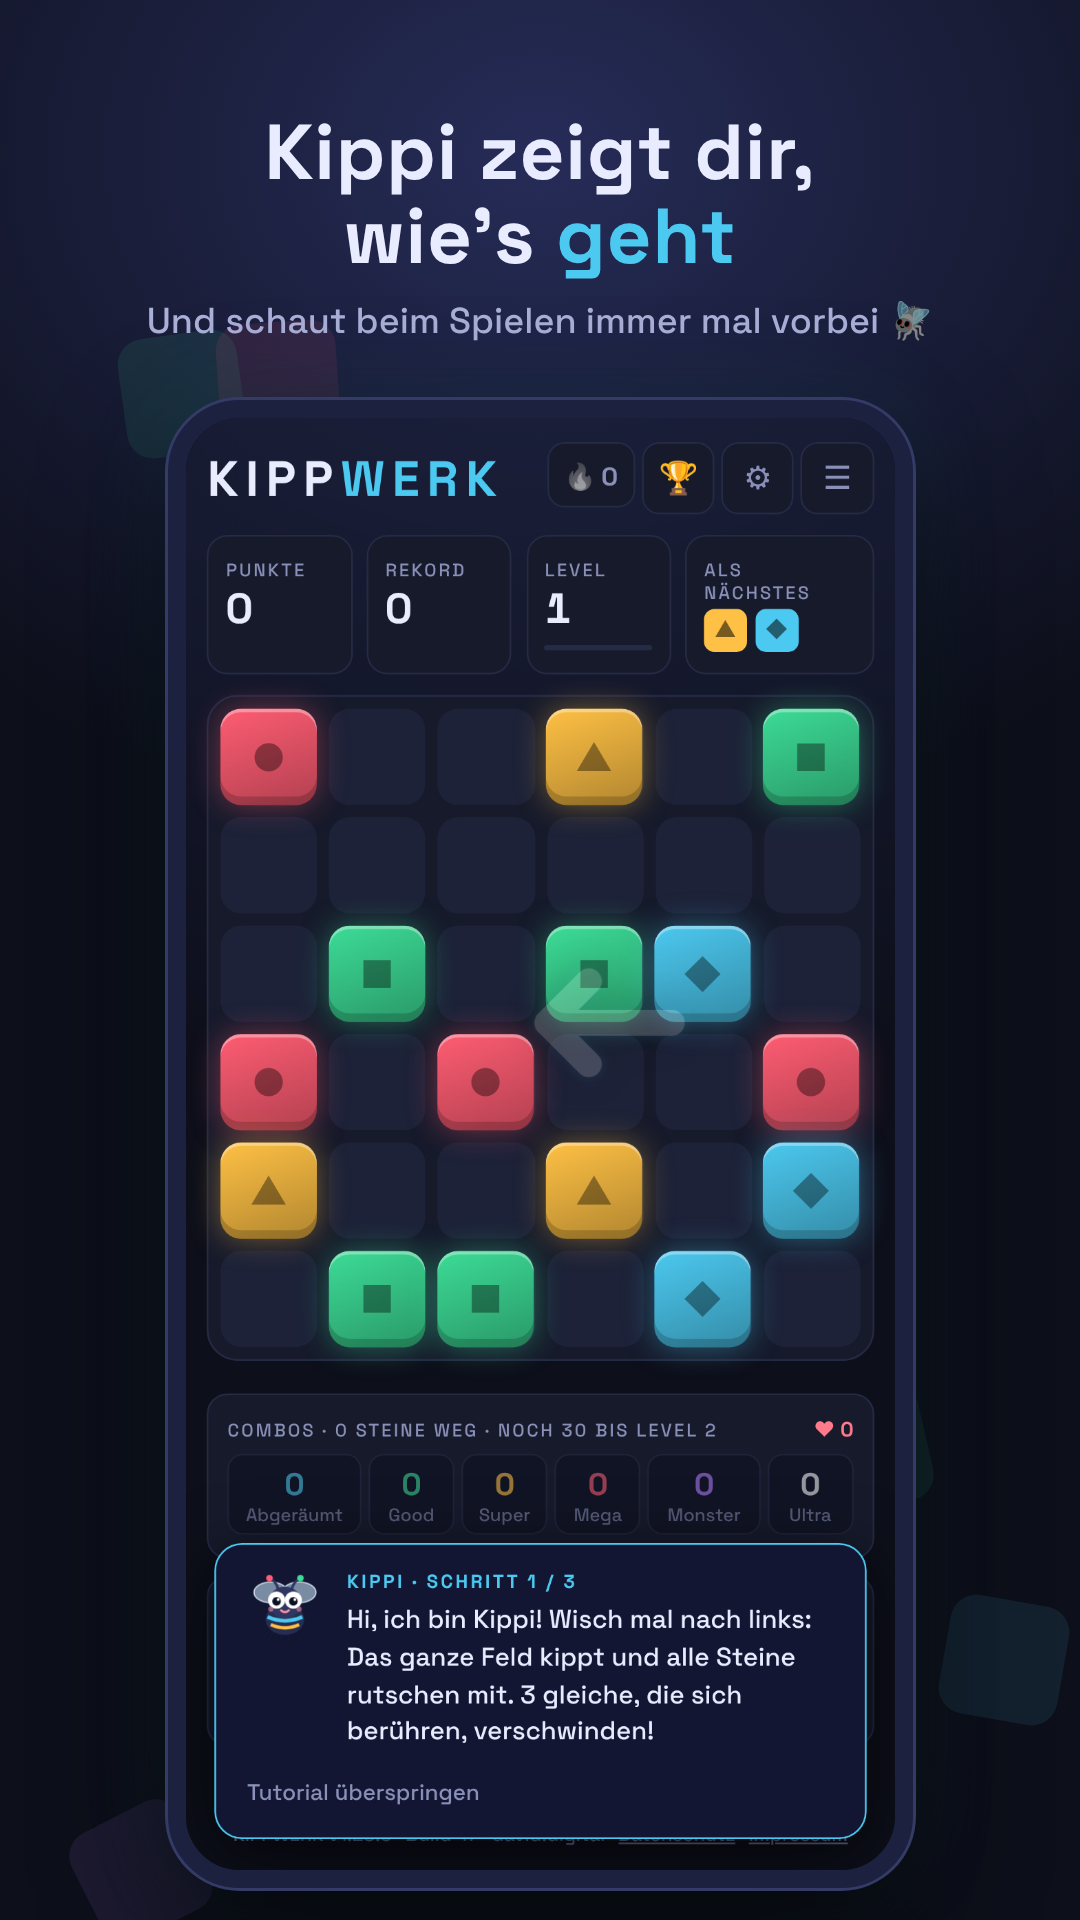 Kippi zeigt dir,
wie’s geht
Und schaut beim Spielen immer mal vorbei
KIPPWERK
0
PUNKTE
0
REKORD
0
LEVEL
1
ALS
NÄCHSTES
COMBOS · 0 STEINE WEG · NOCH 30 BIS LEVEL 2
0
0 0 0 0 0 0
Abgeräumt Good Super Mega Monster Ultra
KIPPI · SCHRITT 1 / 3
Hi, ich bin Kippi! Wisch mal nach links:
Das ganze Feld kippt und alle Steine
rutschen mit. 3 gleiche, die sich
berühren, verschwinden!
Tutorial überspringen